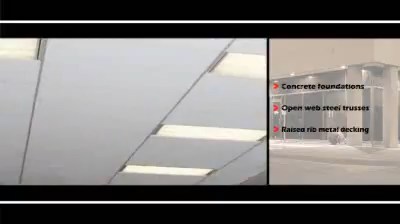 Concrete foundations
Open web steel trusses
Raised rib metal decking